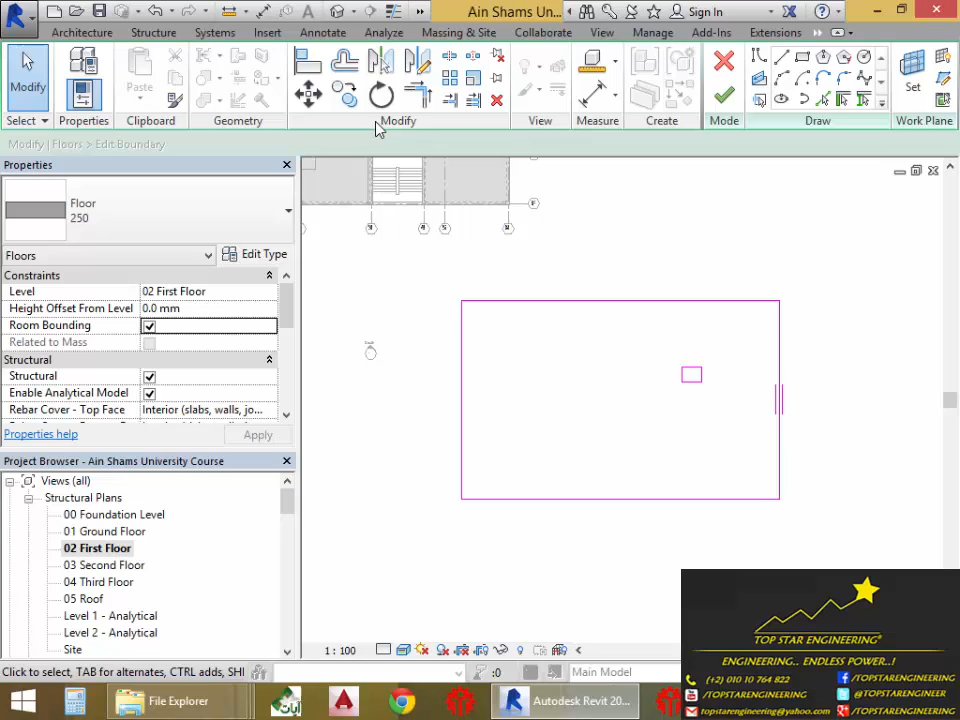 Ain Shams Un...
Sign In
Architecture Structure Systems Insert Annotate Analyze Massing & Site Collaborate View Manage Add-Ins Extensions
Modify
Paste
Set
Select Properties Clipboard Geometry Modify View Measure Create Mode Draw Work Plane
Modify | Floors > Edit Boundary
Properties
Floor
250
Floors
Edit Type
Constraints
Level 02 First Floor
Height Offset From Level 0.0 mm
Room Bounding
Related to Mass
Structural
Structural
Enable Analytical Model
Rebar Cover - Top Face Interior (slabs, walls, jo...
Properties help
Apply
Project Browser - Ain Shams University Course
Views (all)
Structural Plans
00 Foundation Level
01 Ground Floor
02 First Floor
03 Second Floor
04 Third Floor
05 Roof
Level 1 - Analytical
Level 2 - Analytical
Site
1 : 100
Click to select, TAB for alternates, CTRL adds, SHI
:0
Main Model
File Explorer
Autodesk Revit 20...
TOP STAR ENGINEERING®
ENGINEERING.. ENDLESS POWER..!
(+2) 010 10 764 822
/TOPSTARENGINEERING
/TOPSTARENGINEERING
@TOPSTARENGINEER
topstarengineering@yahoo.com
/TOPSTARENGINEERING